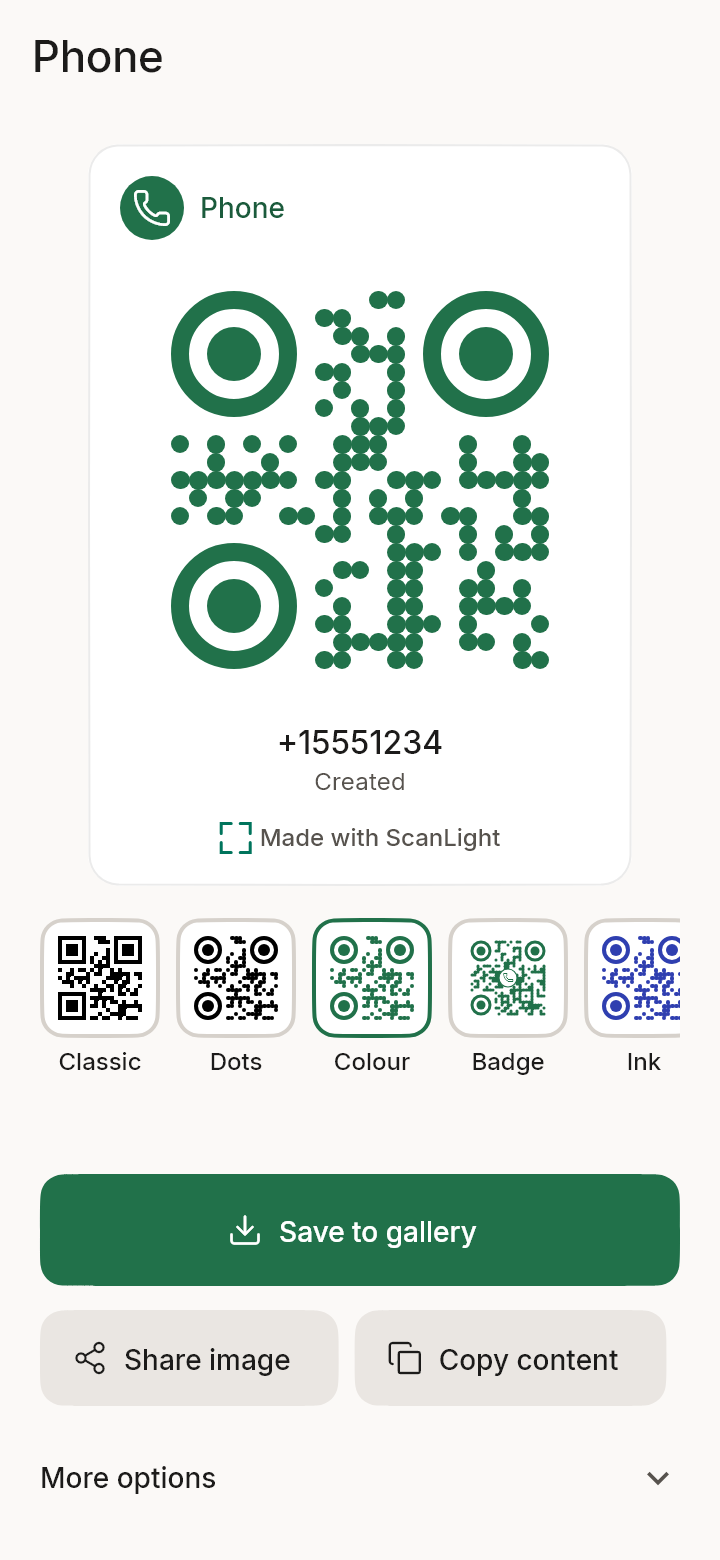 Phone
Phone
+15551234
Created
Made with ScanLight
Classic
Dots
Colour
Badge
Ink
Save to gallery
Share image
Copy content
More options